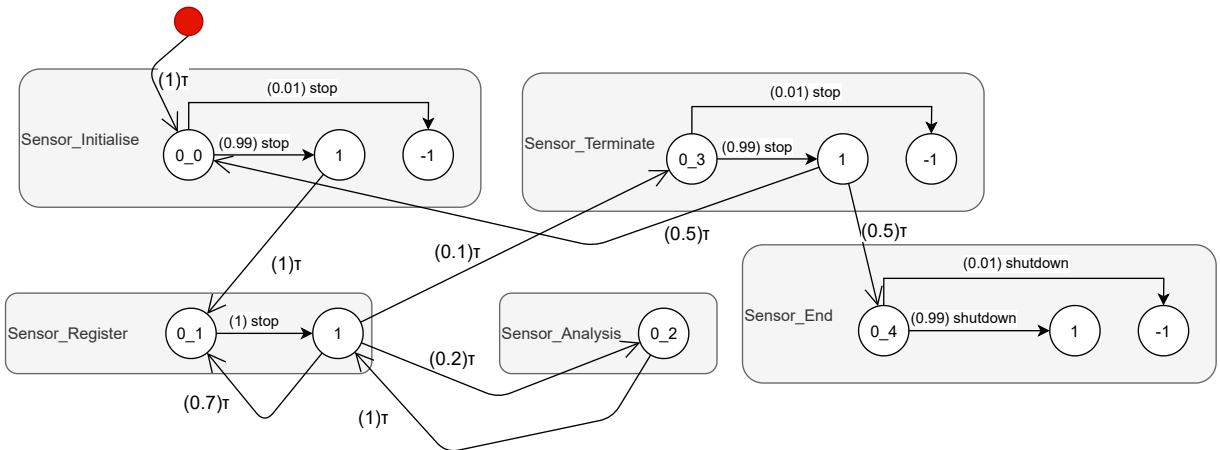 (1)τ
(0.01) stop
Sensor_Initialise
0_0
(0.99) stop
1
-1
(0.01) stop
Sensor_Terminate
0_3
(0.99) stop
1
-1
(0.5)τ
(0.5)τ
(0.1)τ
(1)τ
(0.01) shutdown
Sensor_End
0_4
(0.99) shutdown
1
-1
Sensor_Register
0_1
(1) stop
1
Sensor_Analysis
0_2
(0.2)τ
(0.7)τ
(1)τ